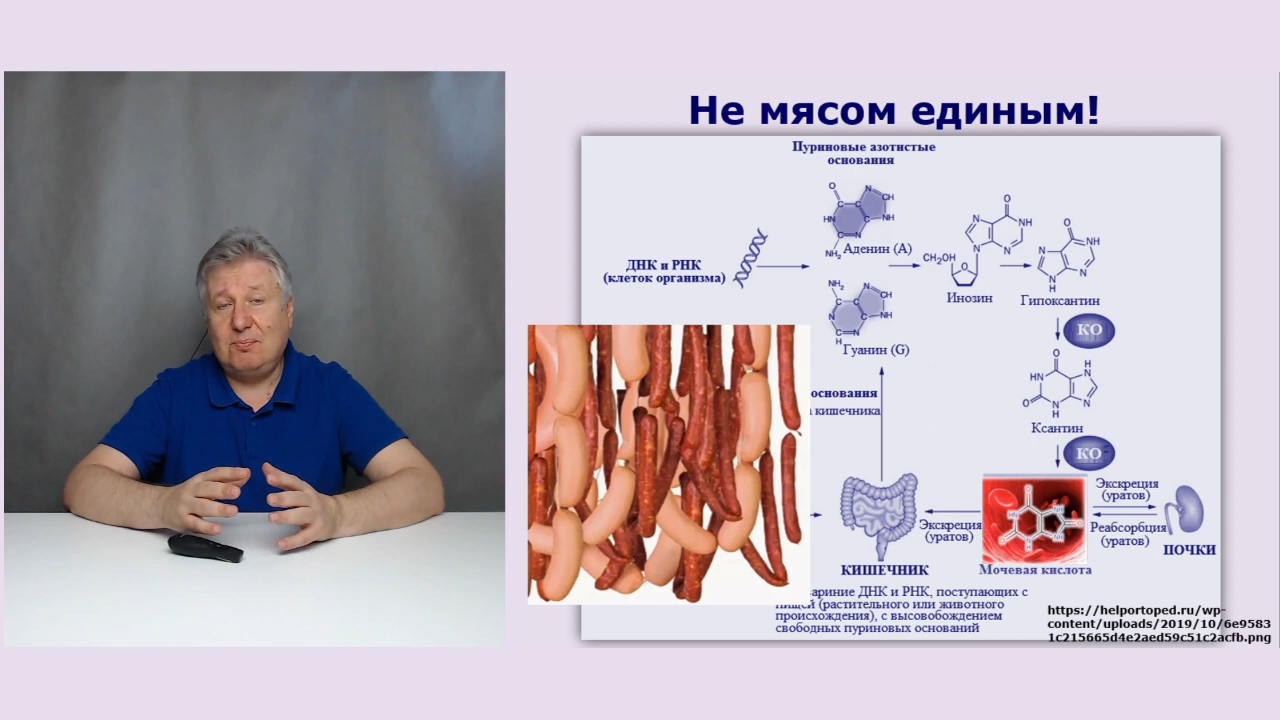 Не мясом единым!
Пуриновые азотистые
основания
Аденин (А)
ДНК и РНК
(клеток организма)
Инозин
Гипоксантин
КО
Гуанин (G)
основания
кишечника
Ксантин
КО
Экскреция
(уратов)
Реабсорбция
(уратов)
ПОЧКИ
Экскреция
(уратов)
КИШЕЧНИК
Мочевая кислота
ДНК и РНК, поступающих с
пищей (растительного или животного
происхождения), с высовобождением
свободных пуриновых оснований
https://helportoped.ru/wp-
content/uploads/2019/10/6e9583
1c215665d4e2aed59c51c2acfb.png